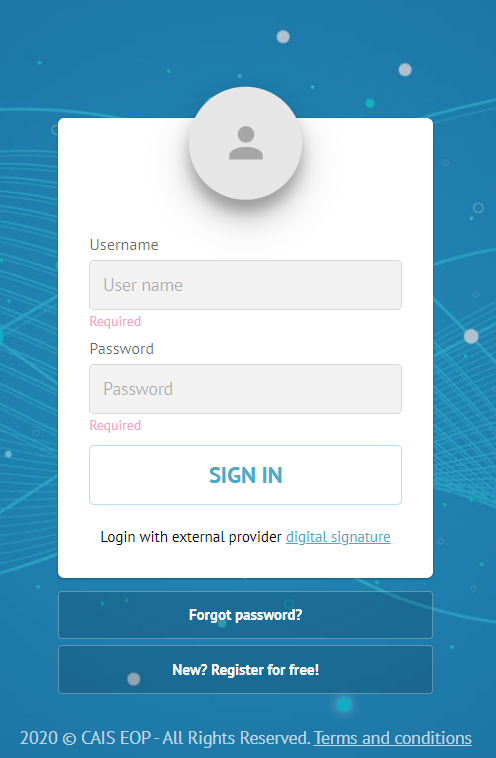 Username
User name
Required
Password
Password
Required
SIGN IN
Login with external provider digital signature
Forgot password?
New? Register for free!
2020 © CAIS EOP - All Rights Reserved. Terms and conditions